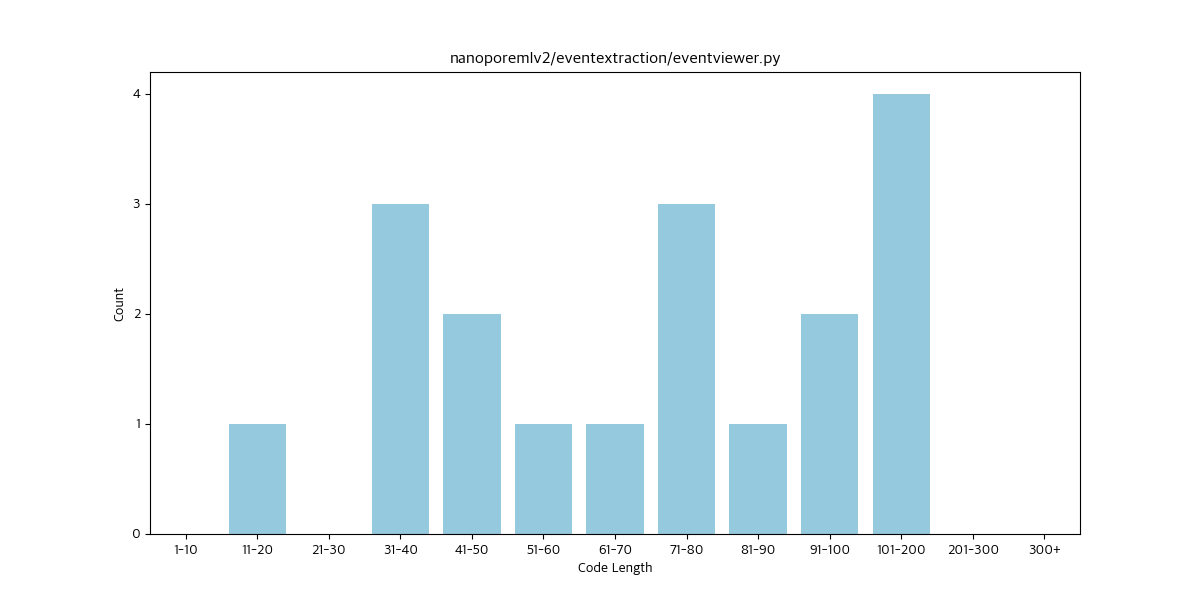 nanoporemlv2/eventextraction/eventviewer.py
4
3
2
1
0
Count
1-10 11-20 21-30 31-40 41-50 51-60 61-70 71-80 81-90 91-100 101-200 201-300 300+
Code Length